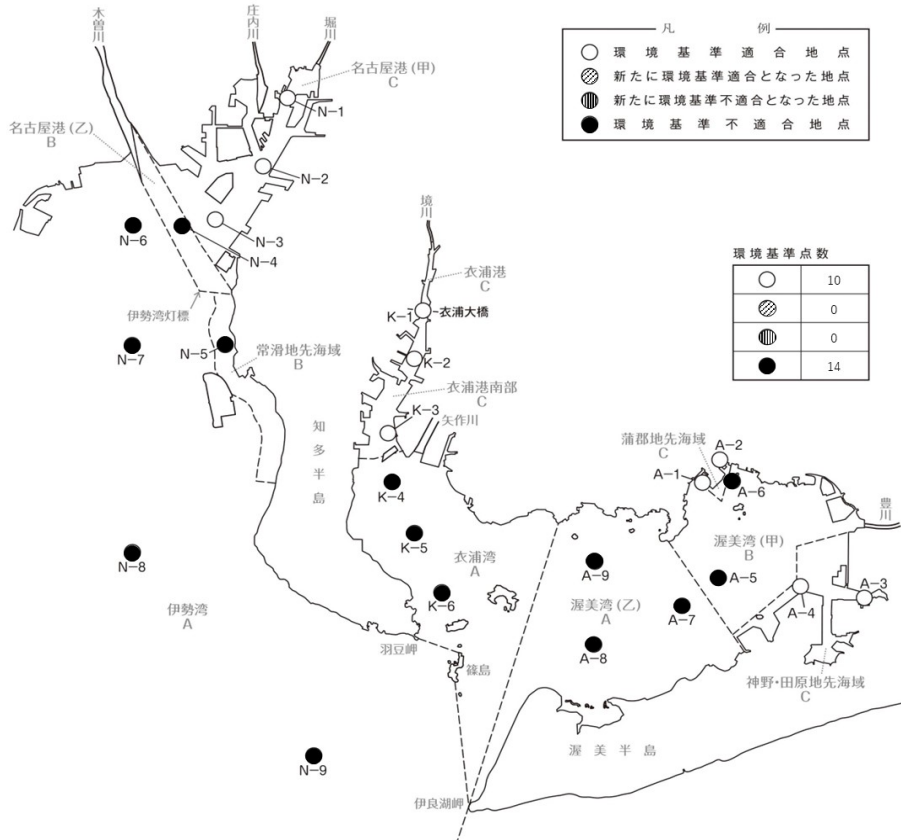 木曽川
庄内川
堀川
凡 例
環境基準適合地点
新たに環境基準適合となった地点
新たに環境基準不適合となった地点
環境基準不適合地点
名古屋港(甲)
C
N-1
名古屋港(乙)
B
N-2
N-3
N-6
N-4
境川
衣浦港
C
環境基準点数
10
0
0
14
伊勢湾灯標
K-1
衣浦大橋
N-7
N-5
常滑地先海域
B
K-2
衣浦港南部
C
K-3
矢作川
知多半島
蒲郡地先海域
C
A-2
A-1
A-6
K-4
豊川
K-5
衣浦湾
A
渥美湾(甲)
B
N-8
A-9
A-5
A-3
K-6
渥美湾(乙)
A
A-7
A-4
伊勢湾
A
羽豆岬
A-8
篠島
神野・田原地先海域
C
渥美半島
N-9
伊良湖岬